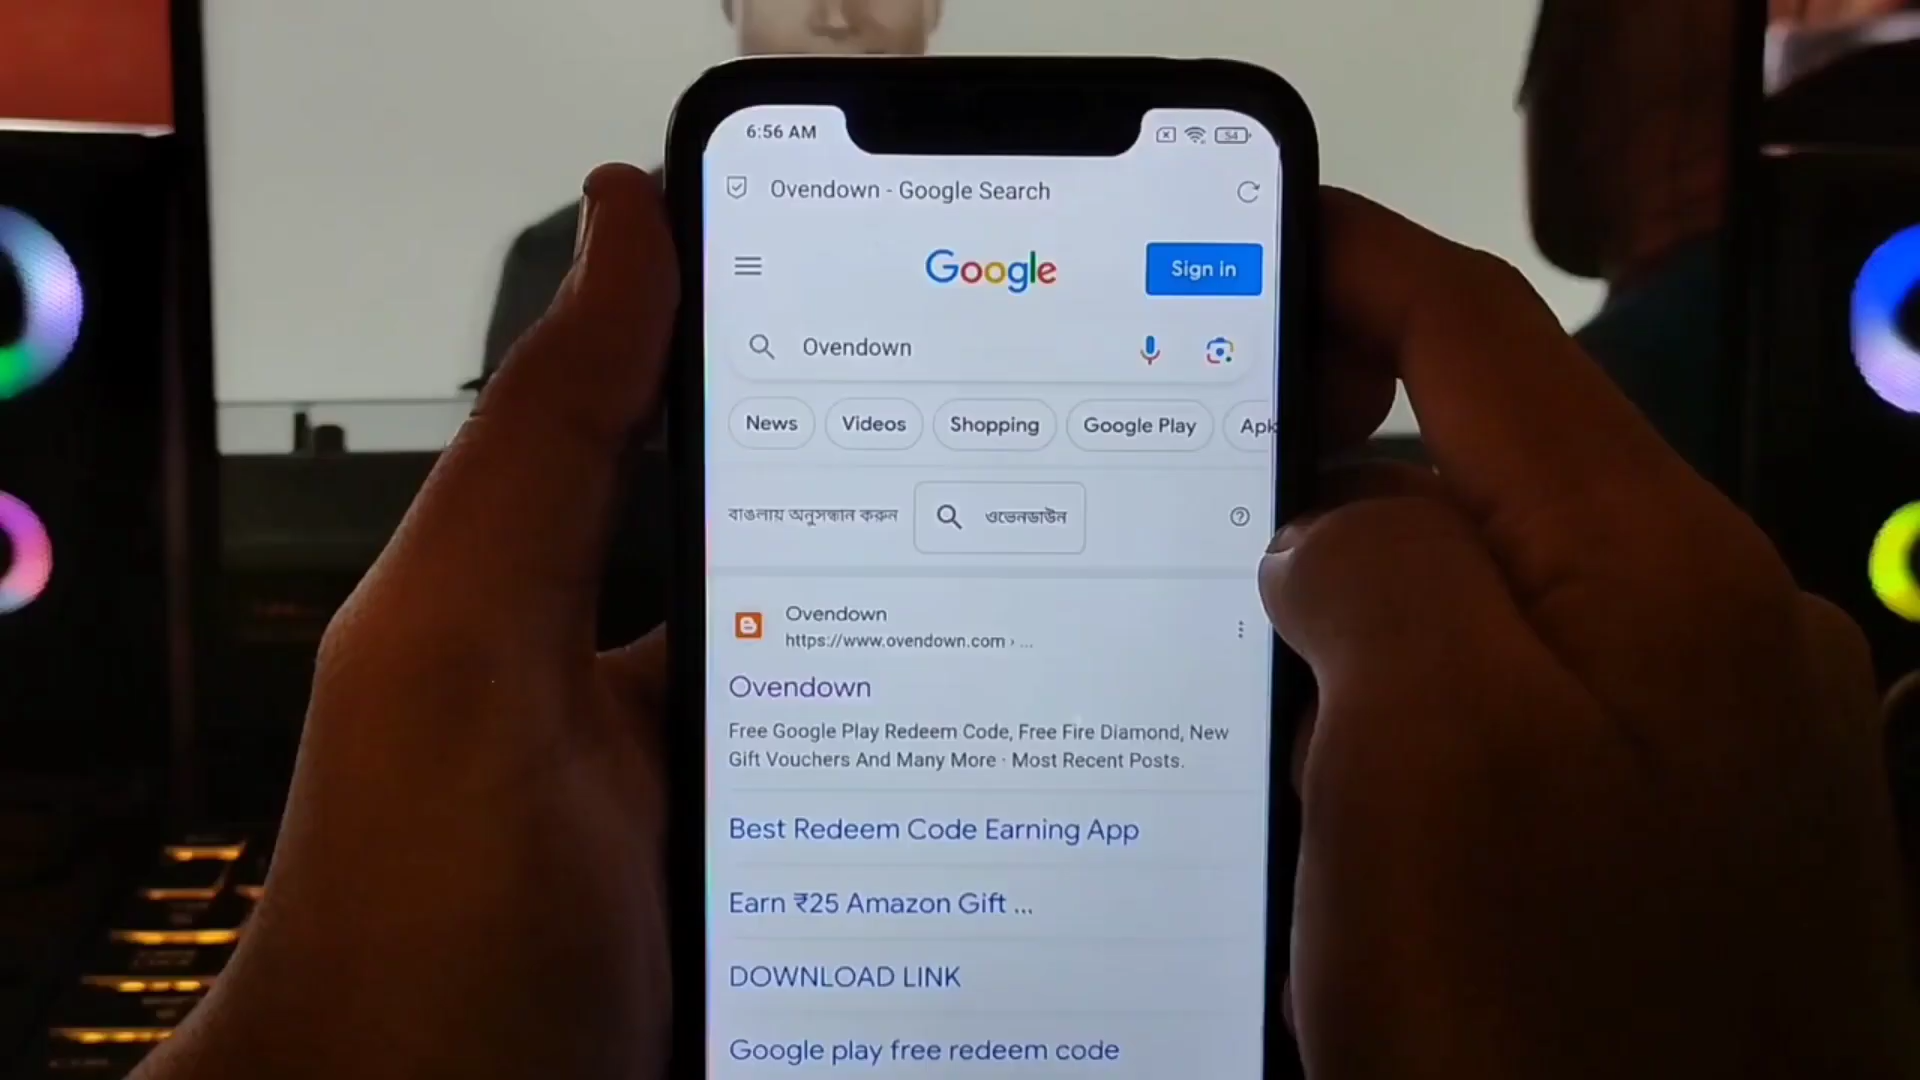 6:56 AM
54
Ovendown - Google Search
Google
Sign in
Ovendown
News
Videos
Shopping
Google Play
Apk
বাঙলায় অনুসন্ধান করুন
ওভেনডাউন
Ovendown
https://www.ovendown.com › ...
Ovendown
Free Google Play Redeem Code, Free Fire Diamond, New
Gift Vouchers And Many More · Most Recent Posts.
Best Redeem Code Earning App
Earn ₹25 Amazon Gift ...
DOWNLOAD LINK
Google play free redeem code